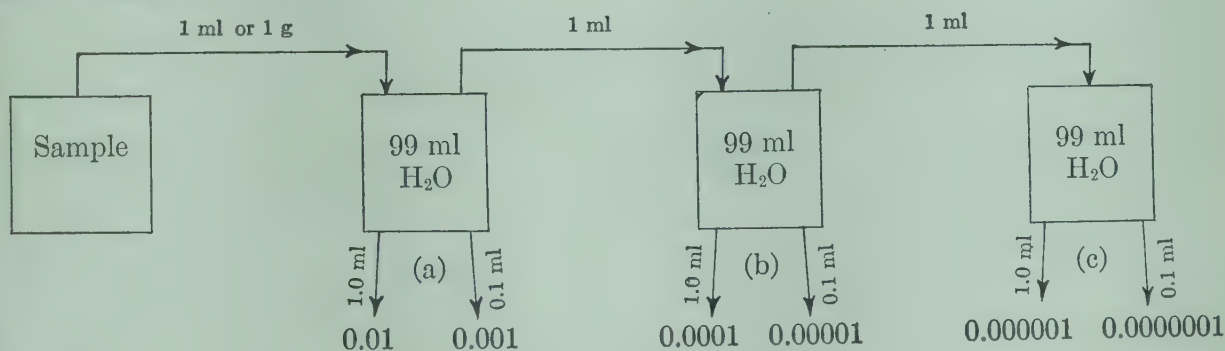 1 ml or 1 g
1 ml
1 ml
Sample
99 ml
H₂O
99 ml
H₂O
99 ml
H₂O
1.0 ml
(a)
0.1 ml
1.0 ml
(b)
0.1 ml
1.0 ml
(c)
0.1 ml
0.01
0.001
0.0001
0.00001
0.000001
0.0000001